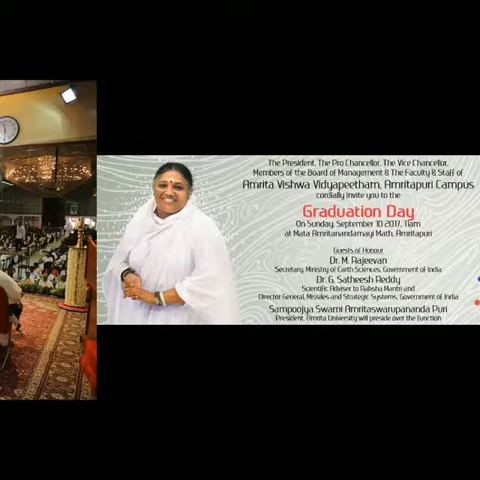 The President, The Pro Chancellor, The Vice Chancellor,
Members of the Board of Management & The Faculty & Staff of
Amrita Vishwa Vidyapeetham, Amritapuri Campus
cordially invite you to the
Graduation Day
On Sunday, September 10 2017, 11am
at Mata Amritanandamayi Math, Amritapuri
Guests of Honour
Dr. M. Rajeevan
Secretary, Ministry of Earth Sciences, Government of India
Dr. G. Satheesh Reddy
Scientific Adviser to Raksha Mantri and
Director General, Missiles and Strategic Systems, Government of India
Sampoojya Swami Amritaswarupananda Puri
President, Amrita University will preside over the function